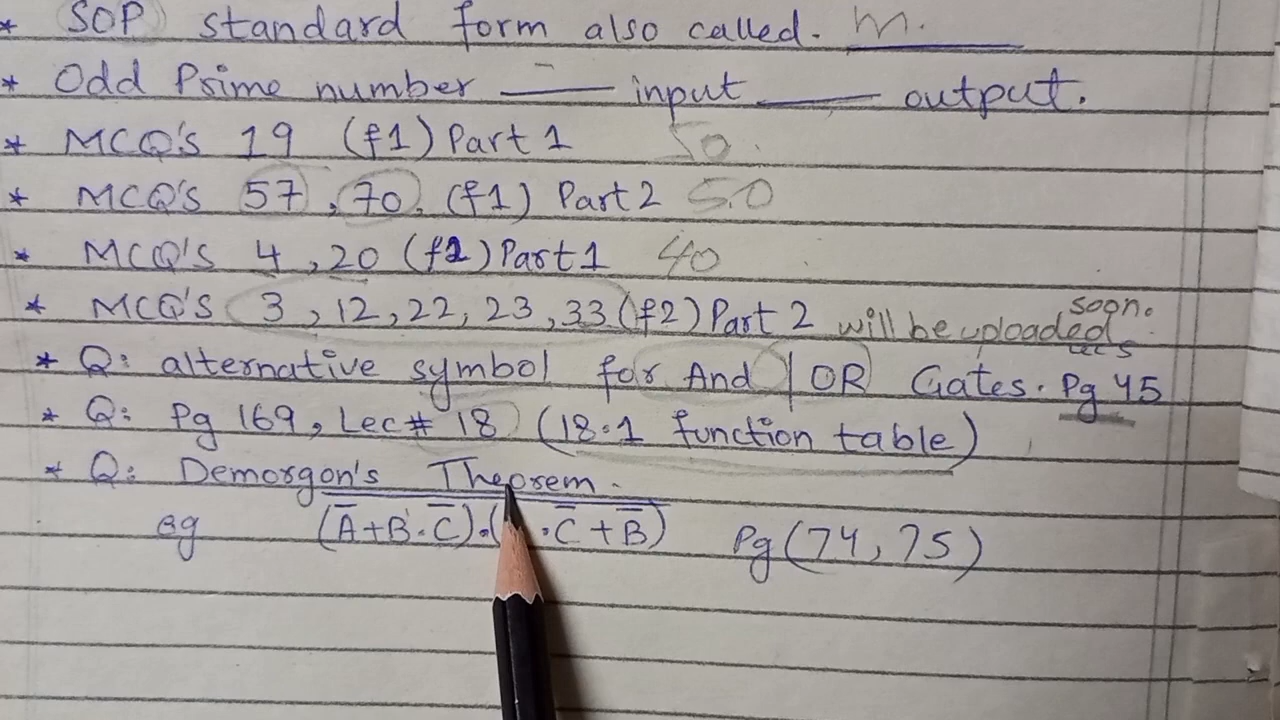 * SOP standard form also called. m.
* Odd Prime number ___ input ___ output.
* MCQ's 19 (f1) Part 1 50
* MCQ's 57, 70, (f1) Part 2 50
* MCQ's 4, 20 (f2) Part 1 40
* MCQ's 3, 12, 22, 23, 33 (f2) Part 2 will be uploaded soon.
* Q: alternative symbol for And / OR Gates. Pg 45
* Q: Pg 169, Lec# 18 (18.1 function table)
* Q: Demorgon's Theorem.
eg (A̅+B.C̅).( .C̅+B̅) Pg (74, 75)